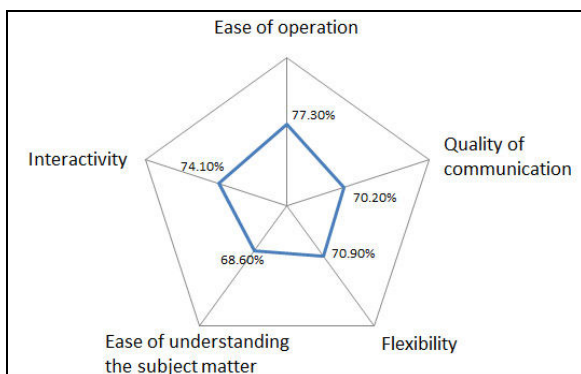 Ease of operation
77.30%
Interactivity
74.10%
Quality of
communication
70.20%
68.60%
70.90%
Ease of understanding
the subject matter
Flexibility